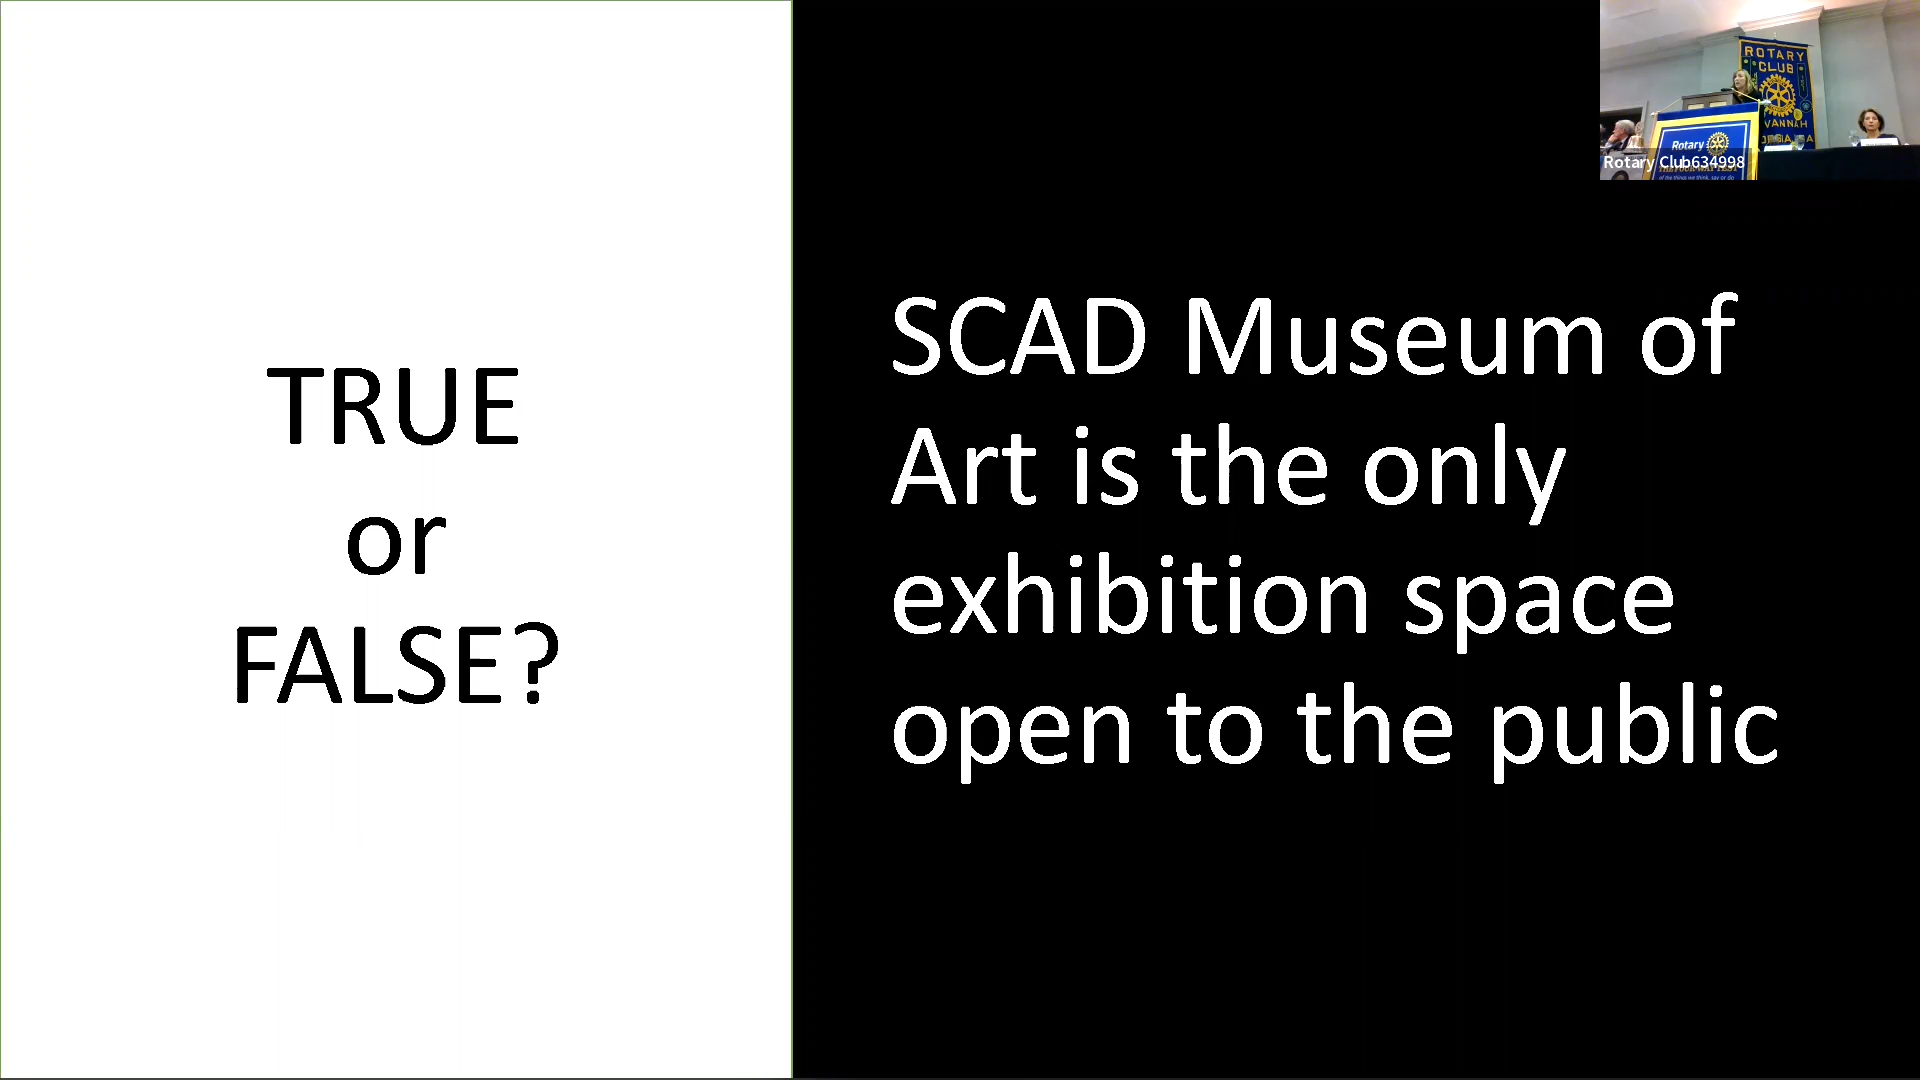 TRUE
or
FALSE?
SCAD Museum of
Art is the only
exhibition space
open to the public
ROTARY
CLUB
Rotary
Rotary Club634998